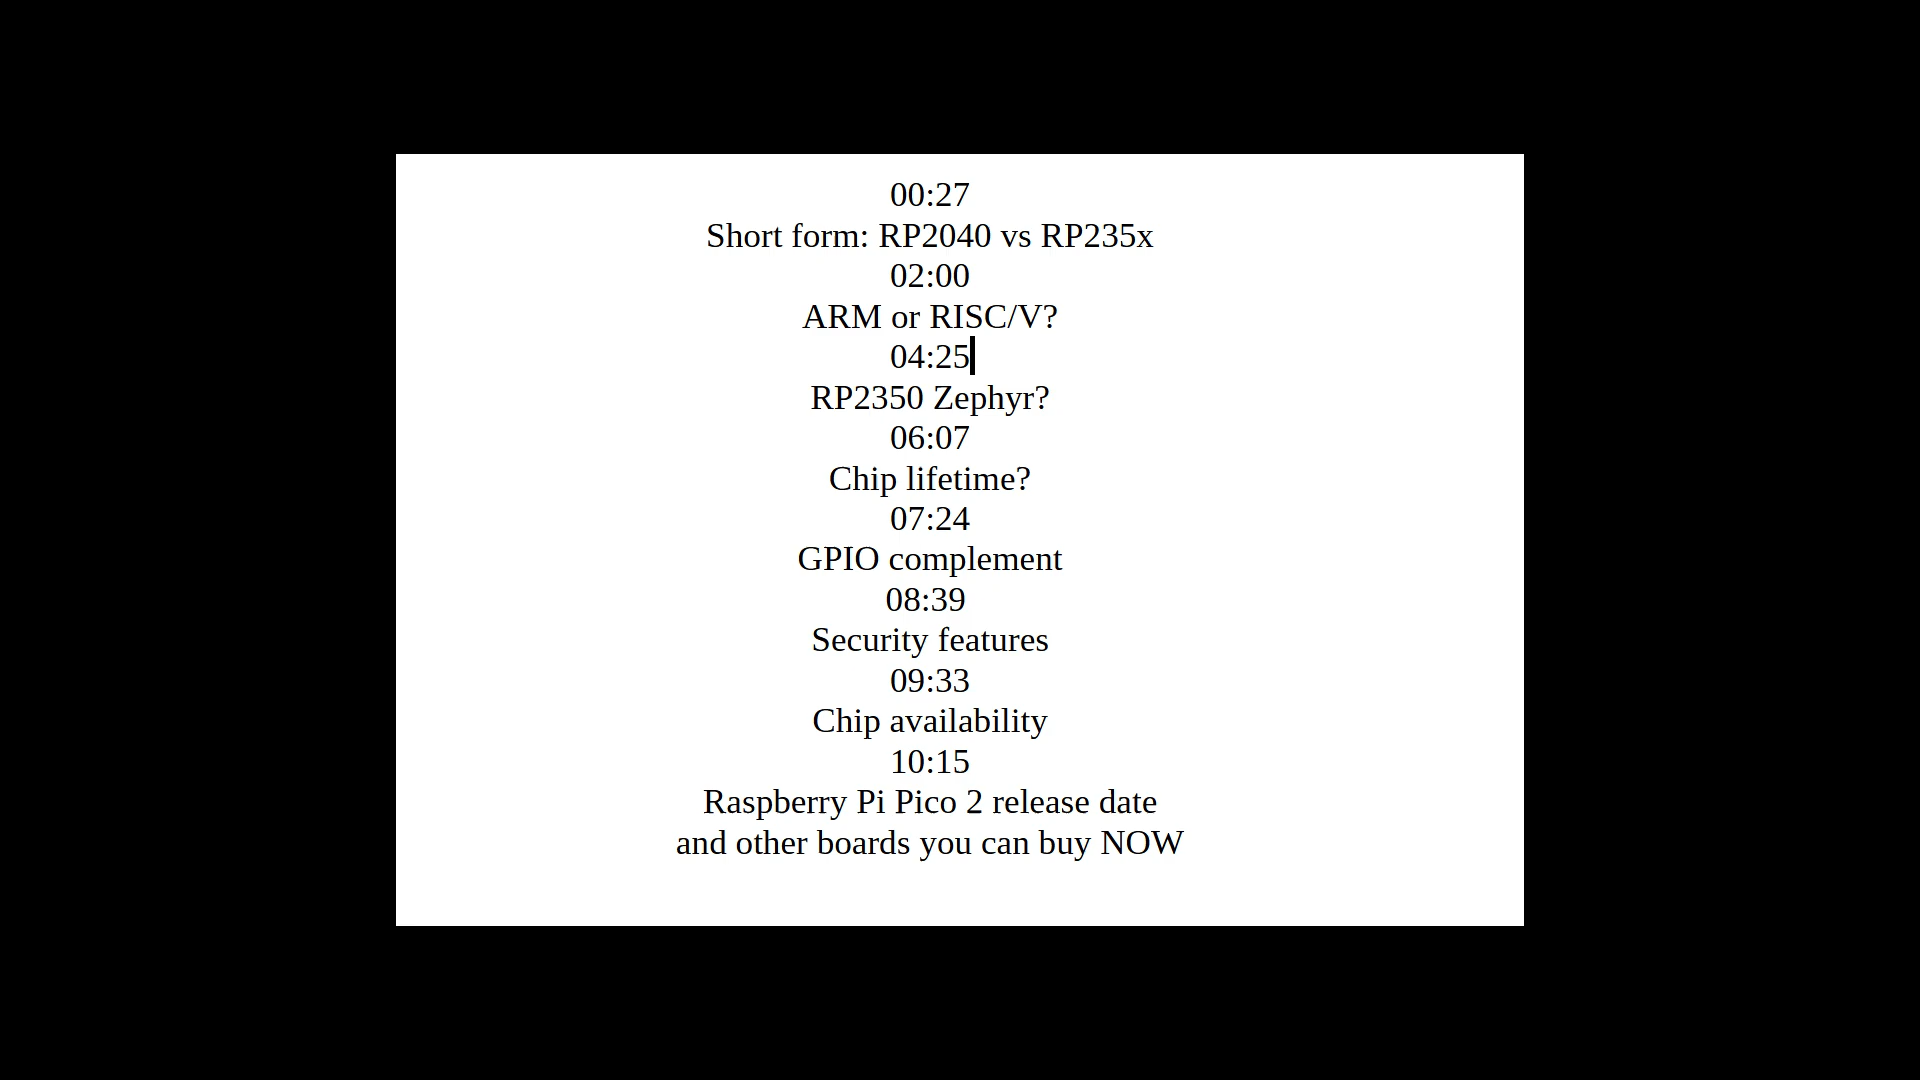 00:27
Short form: RP2040 vs RP235x
02:00
ARM or RISC/V?
04:25
RP2350 Zephyr?
06:07
Chip lifetime?
07:24
GPIO complement
08:39
Security features
09:33
Chip availability
10:15
Raspberry Pi Pico 2 release date
and other boards you can buy NOW